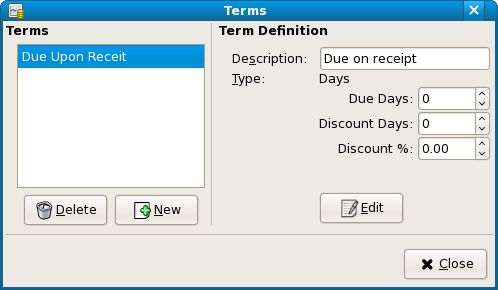 Terms
Terms
Due Upon Receit
Delete
New
Term Definition
Description: Due on receipt
Type: Days
Due Days: 0
Discount Days: 0
Discount %: 0.00
Edit
Close